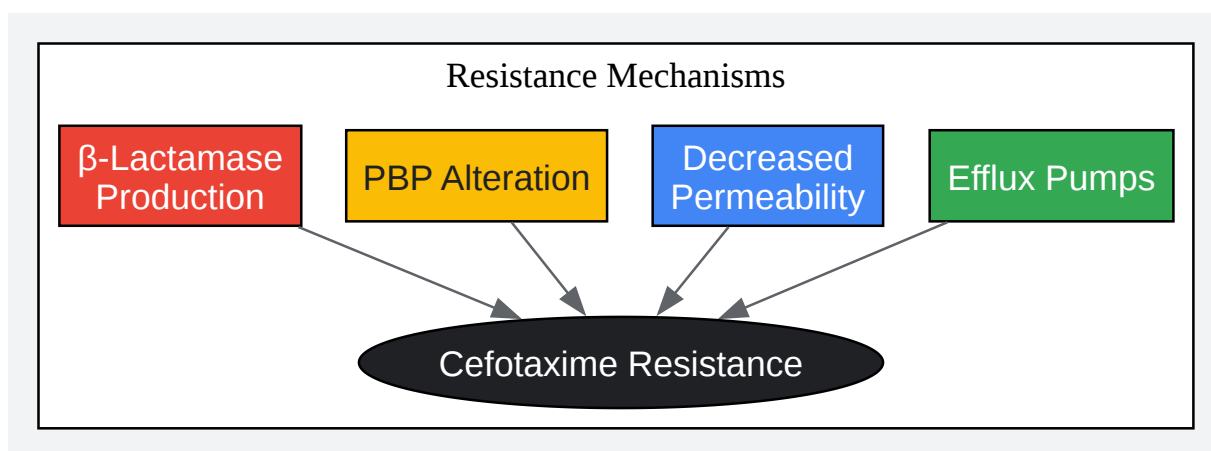 Resistance Mechanisms
β-Lactamase
Production
PBP Alteration
Decreased
Permeability
Efflux Pumps
Cefotaxime Resistance